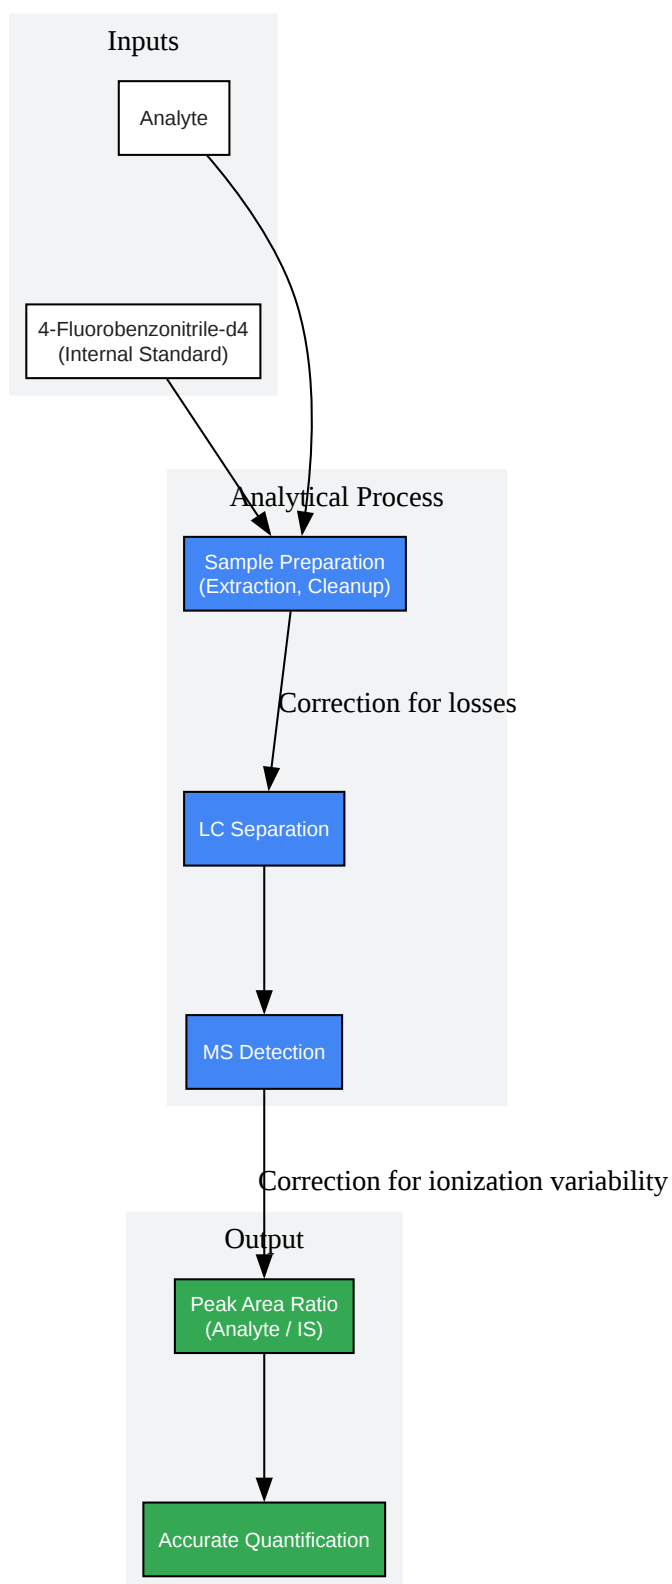 Inputs
Analyte
4-Fluorobenzonitrile-d4
(Internal Standard)
Analytical Process
Sample Preparation
(Extraction, Cleanup)
Correction for losses
LC Separation
MS Detection
Correction for ionization variability
Output
Peak Area Ratio
(Analyte / IS)
Accurate Quantification